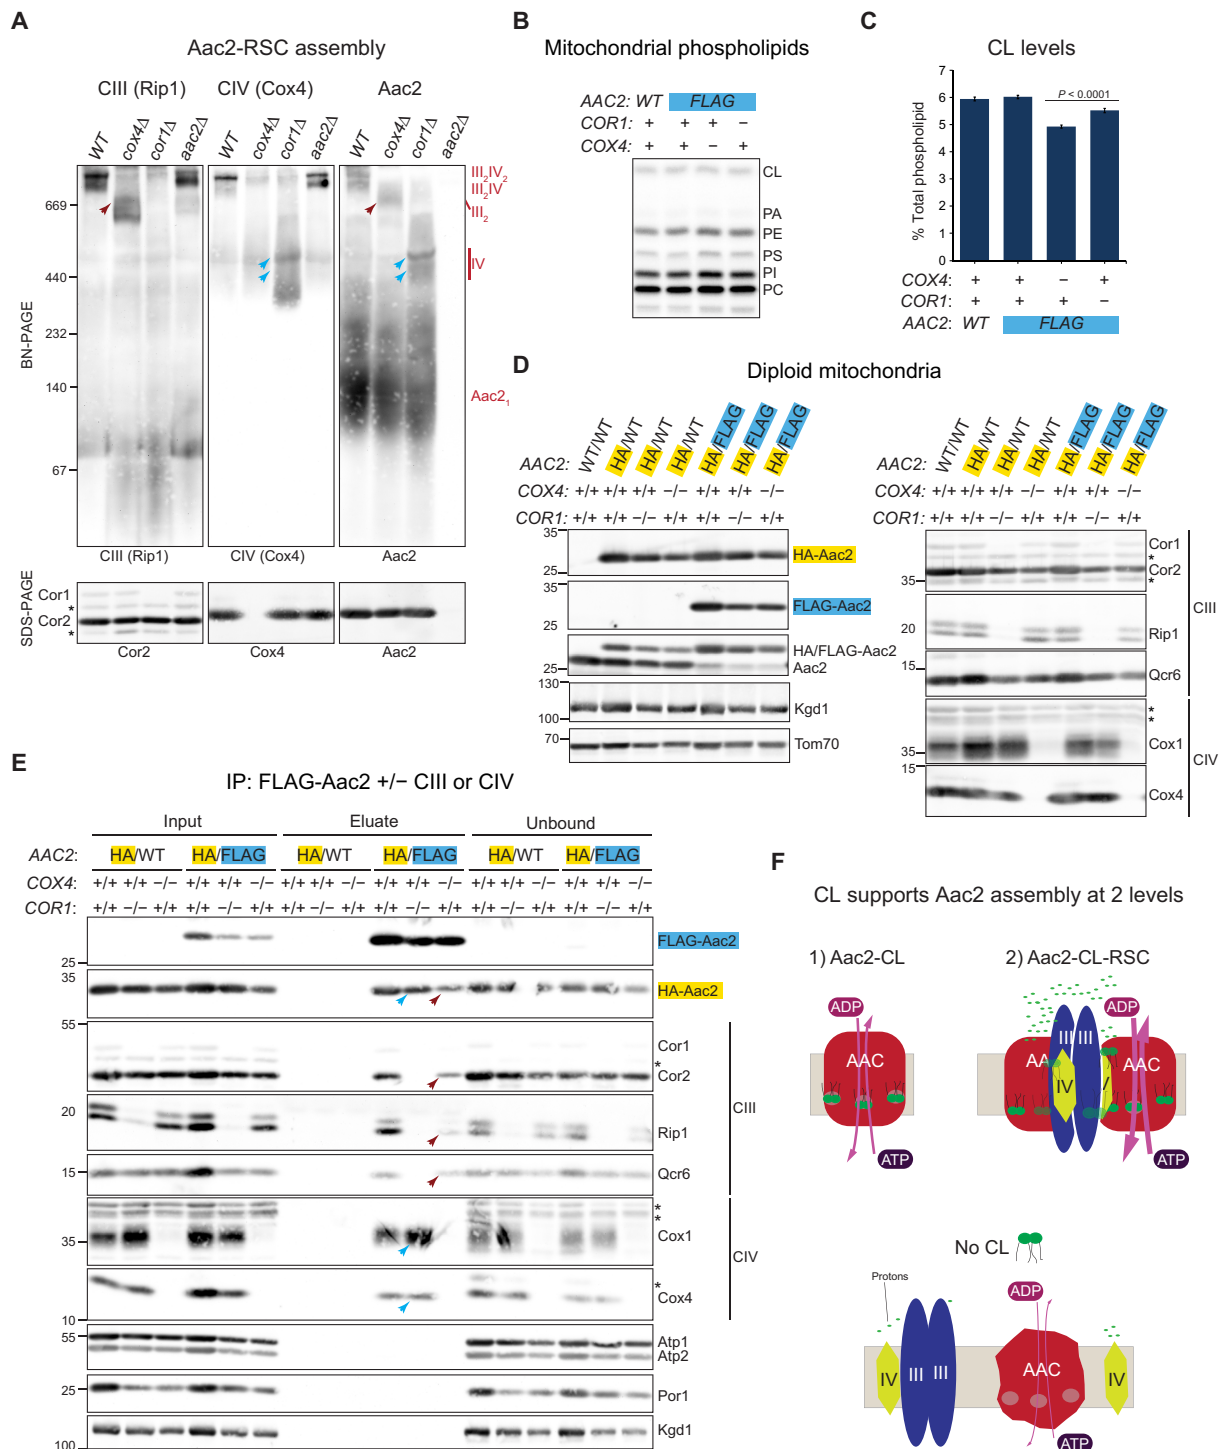 A
Aac2-RSC assembly
CIII (Rip1)
CIV (Cox4)
Aac2
WT
cox4Δ
cor1Δ
aac2Δ
WT
cox4Δ
cor1Δ
aac2Δ
WT
cox4Δ
cor1Δ
aac2Δ
669
440
232
140
67
BN-PAGE
III2IV2
III2IV
III2
IV
Aac21
CIII (Rip1)
CIV (Cox4)
Aac2
SDS-PAGE
Cor1
*
Cor2
*
Cor2
Cox4
Aac2
B
Mitochondrial phospholipids
AAC2: WT FLAG
COR1: + + + −
COX4: + + − +
CL
PA
PE
PS
PI
PC
C
CL levels
% Total phospholipid
7
6
5
4
3
2
1
0
P < 0.0001
COX4: + + − +
COR1: + + + −
AAC2: WT FLAG
D
Diploid mitochondria
AAC2: WT/WT HA/WT HA/WT HA/WT HA/FLAG HA/FLAG HA/FLAG
COX4: +/+ +/+ +/+ −/− +/+ +/+ −/−
COR1: +/+ +/+ −/− +/+ +/+ −/− +/+
35
25
HA-Aac2
FLAG-Aac2
HA/FLAG-Aac2
25
Aac2
130
100
Kgd1
70
Tom70
AAC2: WT/WT HA/WT HA/WT HA/WT HA/FLAG HA/FLAG HA/FLAG
COX4: +/+ +/+ +/+ −/− +/+ +/+ −/−
COR1: +/+ +/+ −/− +/+ +/+ −/− +/+
Cor1
*
Cor2
35
*
20
Rip1
15
Qcr6
CIII
*
*
Cox1
35
15
Cox4
CIV
E
IP: FLAG-Aac2 +/− CIII or CIV
Input
Eluate
Unbound
AAC2: HA/WT HA/FLAG HA/WT HA/FLAG HA/WT HA/FLAG
COX4: +/+ +/+ −/− +/+ +/+ −/− +/+ +/+ −/− +/+ +/+ −/− +/+ +/+ −/− +/+ +/+ −/−
COR1: +/+ −/− +/+ +/+ −/− +/+ +/+ −/− +/+ +/+ −/− +/+ +/+ −/− +/+ +/+ −/− +/+
FLAG-Aac2
25
35
HA-Aac2
55
Cor1
*
Cor2
20
Rip1
15
Qcr6
CIII
*
*
Cox1
35
*
Cox4
10
CIV
55
Atp1
Atp2
25
Por1
Kgd1
100
F
CL supports Aac2 assembly at 2 levels
1) Aac2-CL
2) Aac2-CL-RSC
ADP
AAC
ATP
ADP
III III
IV
AAC
ATP
No CL
Protons
IV
III III
ADP
AAC
ATP
IV